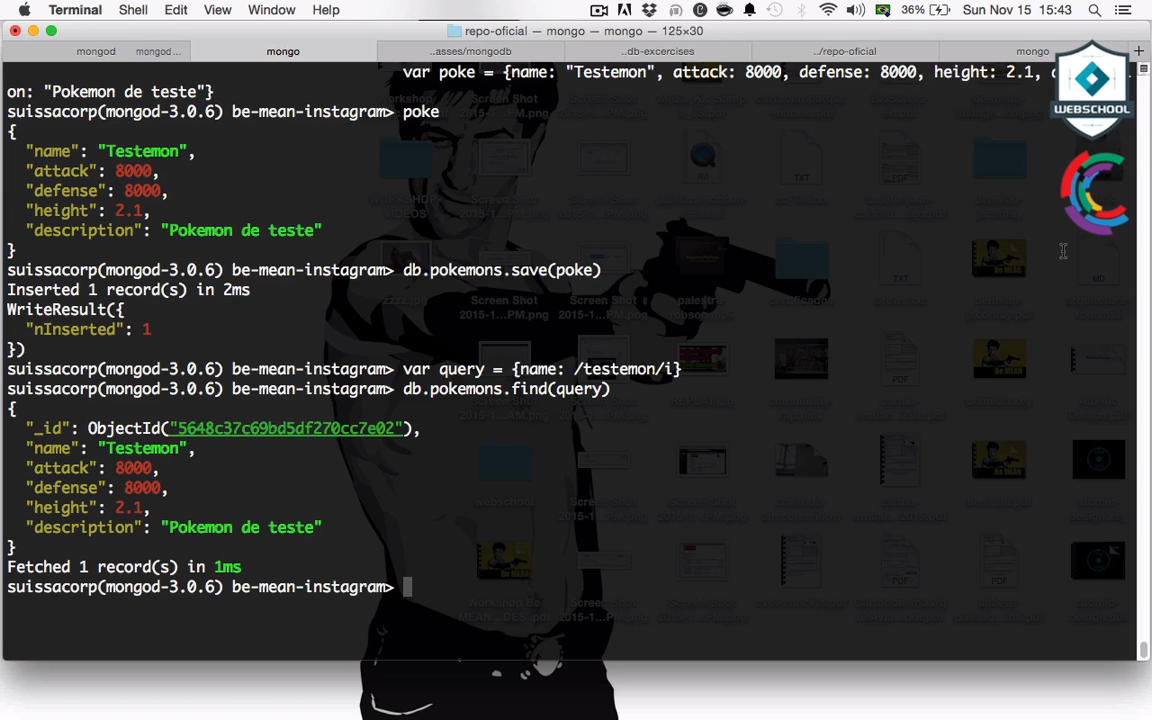 Terminal Shell Edit View Window Help 36% Sun Nov 15 15:43
repo-oficial — mongo — mongo — 125×30
mongod mongod... mongo ..asses/mongodb ..db-excercises ../repo-oficial mongo
var poke = {name: "Testemon", attack: 8000, defense: 8000, height: 2.1,
on: "Pokemon de teste"}
suissacorp(mongod-3.0.6) be-mean-instagram> poke
{
"name": "Testemon",
"attack": 8000,
"defense": 8000,
"height": 2.1,
"description": "Pokemon de teste"
}
suissacorp(mongod-3.0.6) be-mean-instagram> db.pokemons.save(poke)
Inserted 1 record(s) in 2ms
WriteResult({
"nInserted": 1
})
suissacorp(mongod-3.0.6) be-mean-instagram> var query = {name: /testemon/i}
db.pokemons.find(query)
suissacorp(mongod-3.0.6) be-mean-instagram>
{
"_id": ObjectId("5648c37c69bd5df270cc7e02"),
"name": "Testemon",
"attack": 8000,
"defense": 8000,
"height": 2.1,
"description": "Pokemon de teste"
}
Fetched 1 record(s) in 1ms
suissacorp(mongod-3.0.6) be-mean-instagram>
WEBSCHOOL